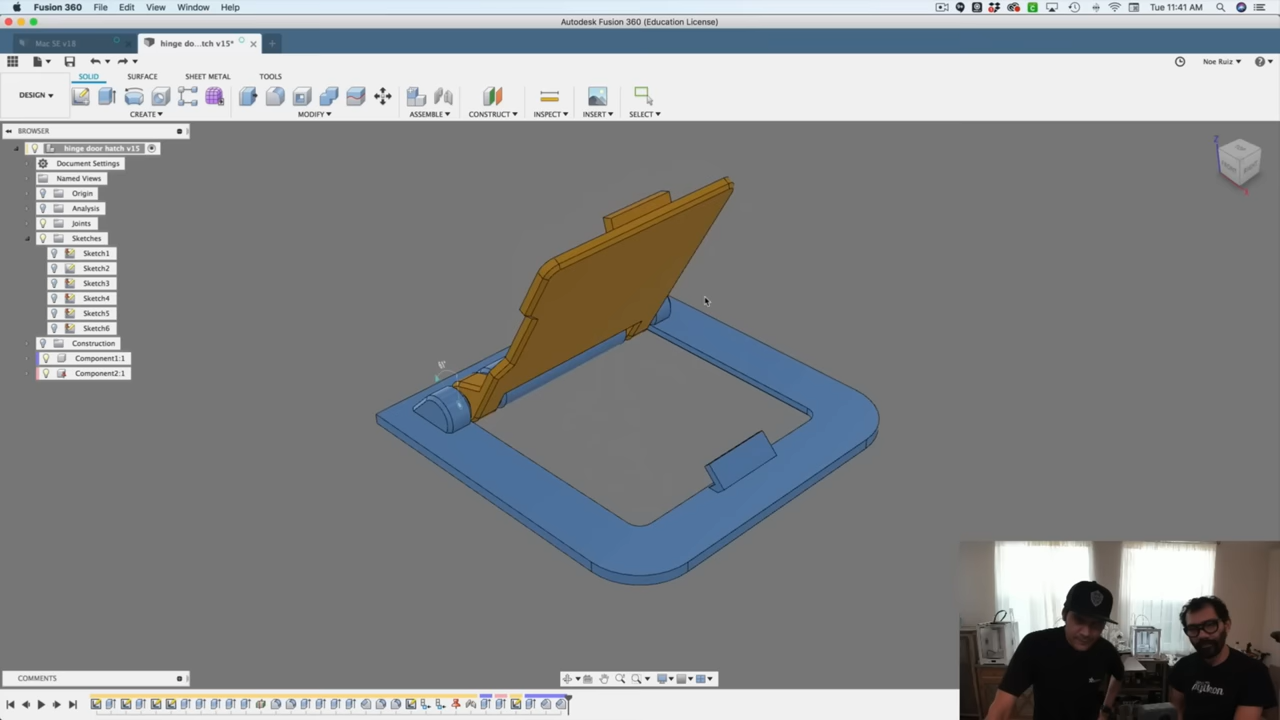 Fusion 360 File Edit View Window Help
Tue 11:41 AM
Autodesk Fusion 360 (Education License)
Mac SE v18
hinge do...tch v15*
Noe Ruiz
SOLID SURFACE SHEET METAL TOOLS
DESIGN
CREATE MODIFY ASSEMBLE CONSTRUCT INSPECT INSERT SELECT
BROWSER
hinge door hatch v15
Document Settings
Named Views
Origin
Analysis
Joints
Sketches
Sketch1
Sketch2
Sketch3
Sketch4
Sketch5
Sketch6
Construction
Component1:1
Component2:1
Z
COMMENTS